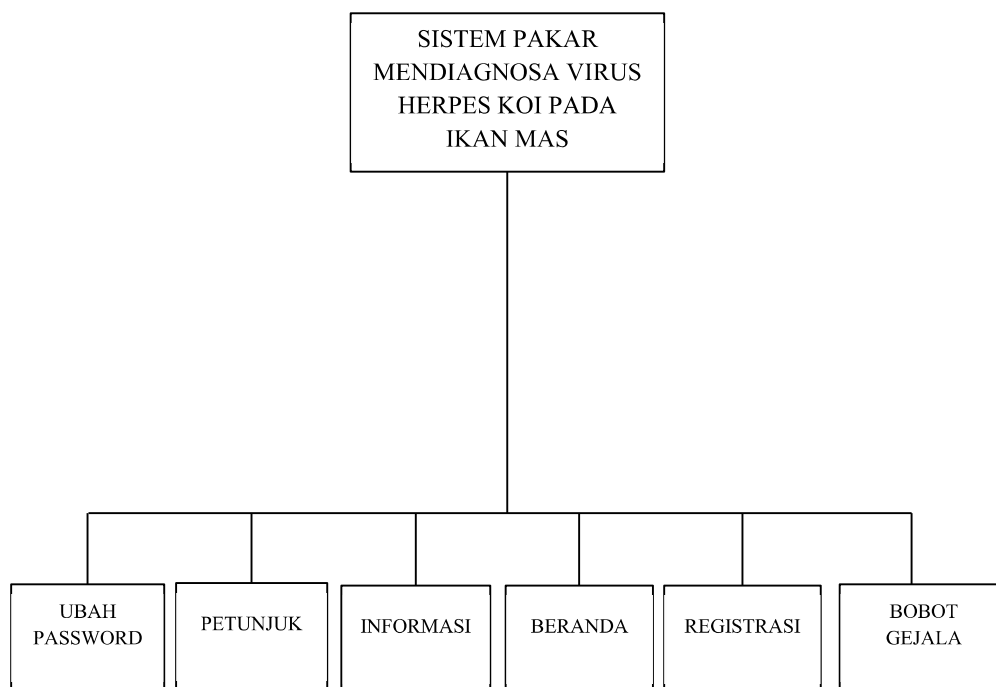 SISTEM PAKAR
MENDIAGNOSA VIRUS
HERPES KOI PADA
IKAN MAS
UBAH
PASSWORD
PETUNJUK
INFORMASI
BERANDA
REGISTRASI
BOBOT
GEJALA